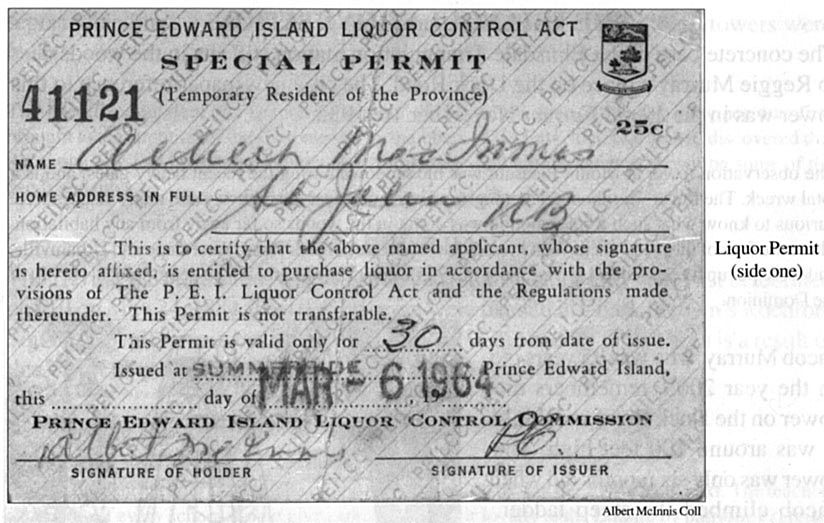 PRINCE EDWARD ISLAND LIQUOR CONTROL ACT
SPECIAL PERMIT
41121 (Temporary Resident of the Province)
25c
NAME Albert MacInnis
HOME ADDRESS IN FULL St John
N B
This is to certify that the above named applicant, whose signature
is hereto affixed, is entitled to purchase liquor in accordance with the pro-
visions of The P. E. I. Liquor Control Act and the Regulations made
thereunder. This Permit is not transferable.
This Permit is valid only for 30 days from date of issue.
Issued at SUMMERSIDE Prince Edward Island,
this day of MAR - 6 1964
PRINCE EDWARD ISLAND LIQUOR CONTROL COMMISSION
Albert McInnis
SIGNATURE OF HOLDER SIGNATURE OF ISSUER
Liquor Permit
(side one)
Albert McInnis Coll